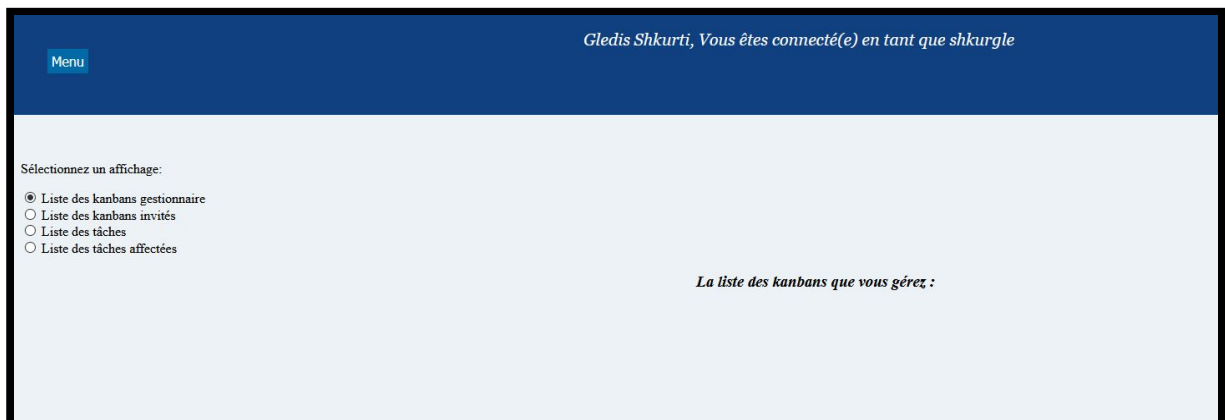 Gledis Shkurti, Vous êtes connecté(e) en tant que shkurgle
Menu
Sélectionnez un affichage:
Liste des kanbans gestionnaire
Liste des kanbans invités
Liste des tâches
Liste des tâches affectées
La liste des kanbans que vous gérez :